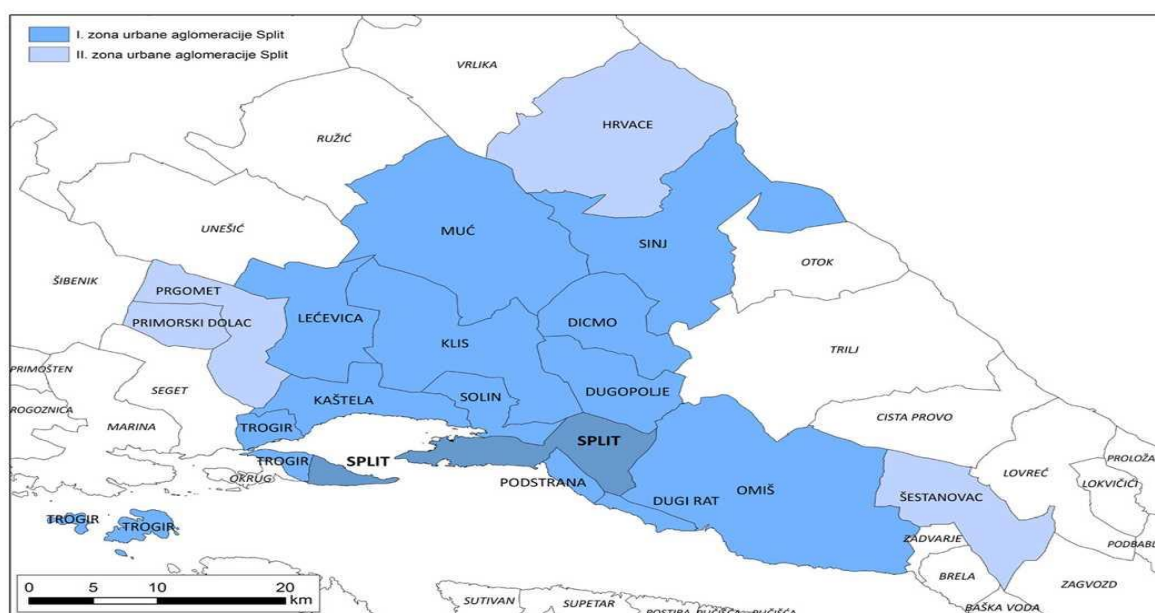 I. zona urbane aglomeracije Split
II. zona urbane aglomeracije Split
VRLIKA
HRVACE
RUŽIĆ
UNEŠIĆ
MUĆ
SINJ
OTOK
ŠIBENIK
PRGOMET
PRIMORSKI DOLAC
LEĆEVICA
DICMO
KLIS
TRILJ
PRIMOŠTEN
SEGET
DUGOPOLJE
KAŠTELA
SOLIN
ROGOZNICA
MARINA
CISTA PROVO
TROGIR
SPLIT
LOVREĆ
PROLOŽA
TROGIR
SPLIT
OKRUG
PODSTRANA
DUGI RAT
OMIŠ
ŠESTANOVAC
LOKVIČIĆI
TROGIR
TROGIR
ZADVARJE
PODBABL
BRELA
ZAGVOZD
0 5 10 20
km
SUTIVAN
SUPETAR
BAŠKA VODA